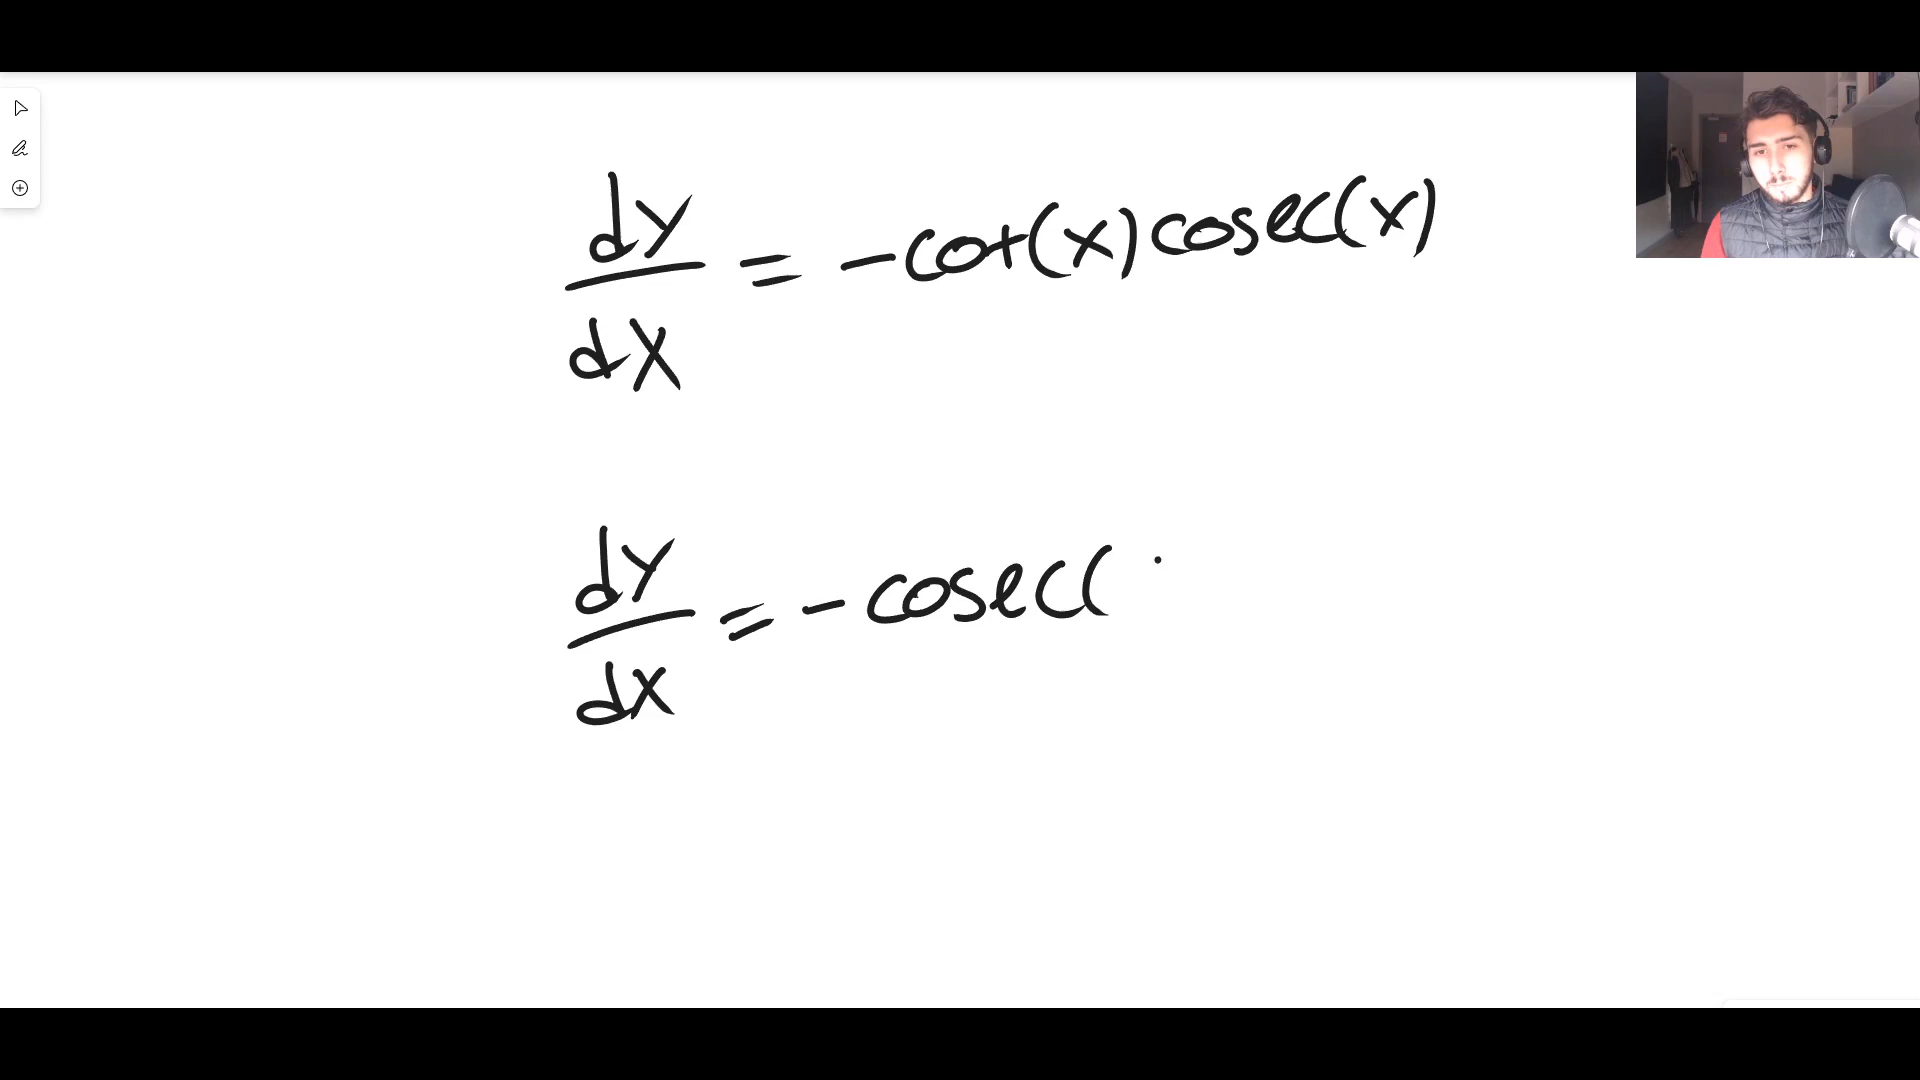 dy/dx = -cot(x)cosec(x)
dy/dx = -cosec(